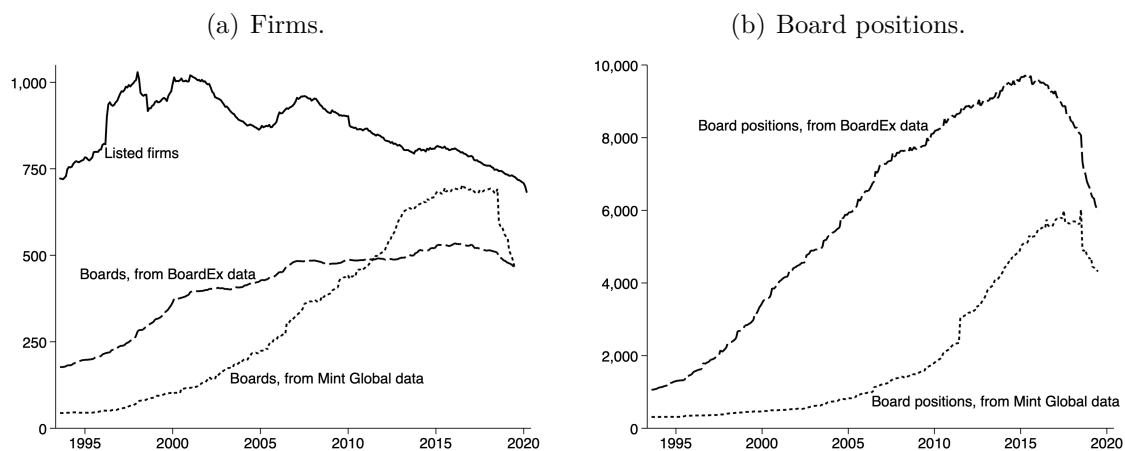 (a) Firms.
1,000
750
500
250
0
Listed firms
Boards, from BoardEx data
Boards, from Mint Global data
1995 2000 2005 2010 2015 2020
(b) Board positions.
10,000
8,000
6,000
4,000
2,000
0
Board positions, from BoardEx data
Board positions, from Mint Global data
1995 2000 2005 2010 2015 2020